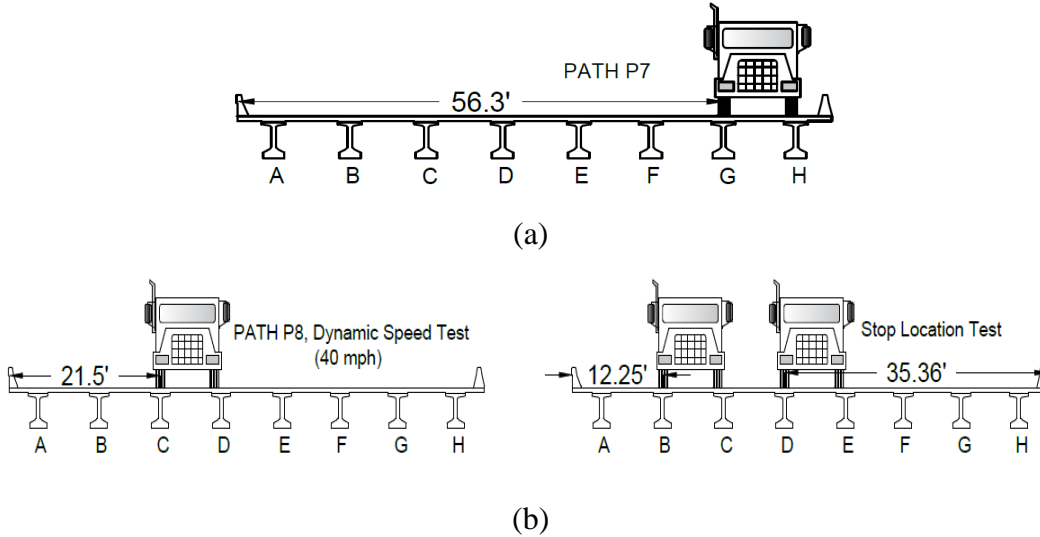 PATH P7
56.3'
A B C D E F G H
(a)
PATH P8, Dynamic Speed Test
(40 mph)
21.5'
A B C D E F G H
Stop Location Test
12.25'
35.36'
A B C D E F G H
(b)